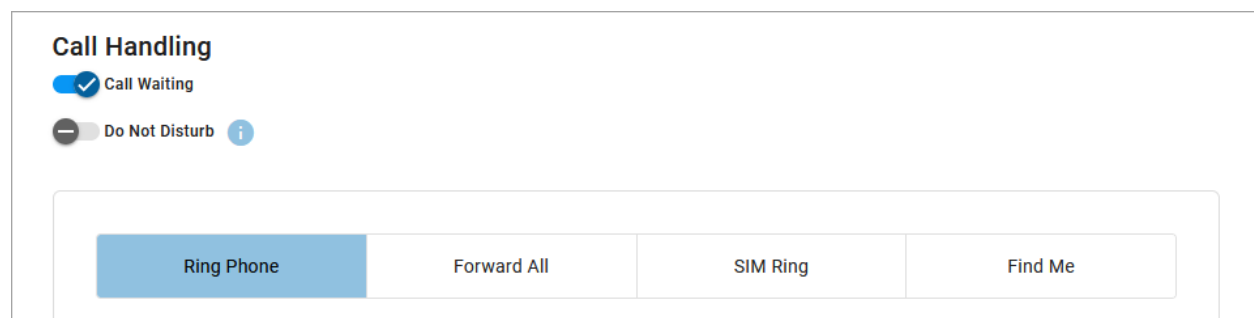 Call Handling
Call Waiting
Do Not Disturb i
Ring Phone Forward All SIM Ring Find Me